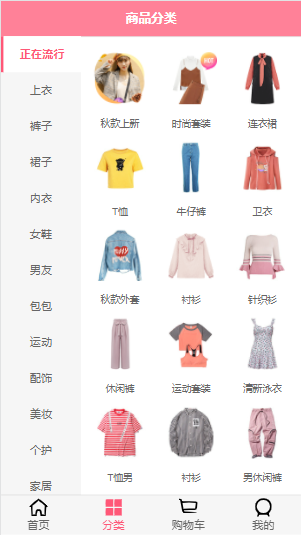 商品分类
正在流行
上衣
裤子
裙子
内衣
女鞋
男友
包包
运动
配饰
美妆
个护
家居
HOT
秋款上新 时尚套装 连衣裙
T恤 牛仔裤 卫衣
秋款外套 衬衫 针织衫
休闲裤 运动套装 清新泳衣
T恤男 衬衫 男休闲裤
首页 分类 购物车 我的